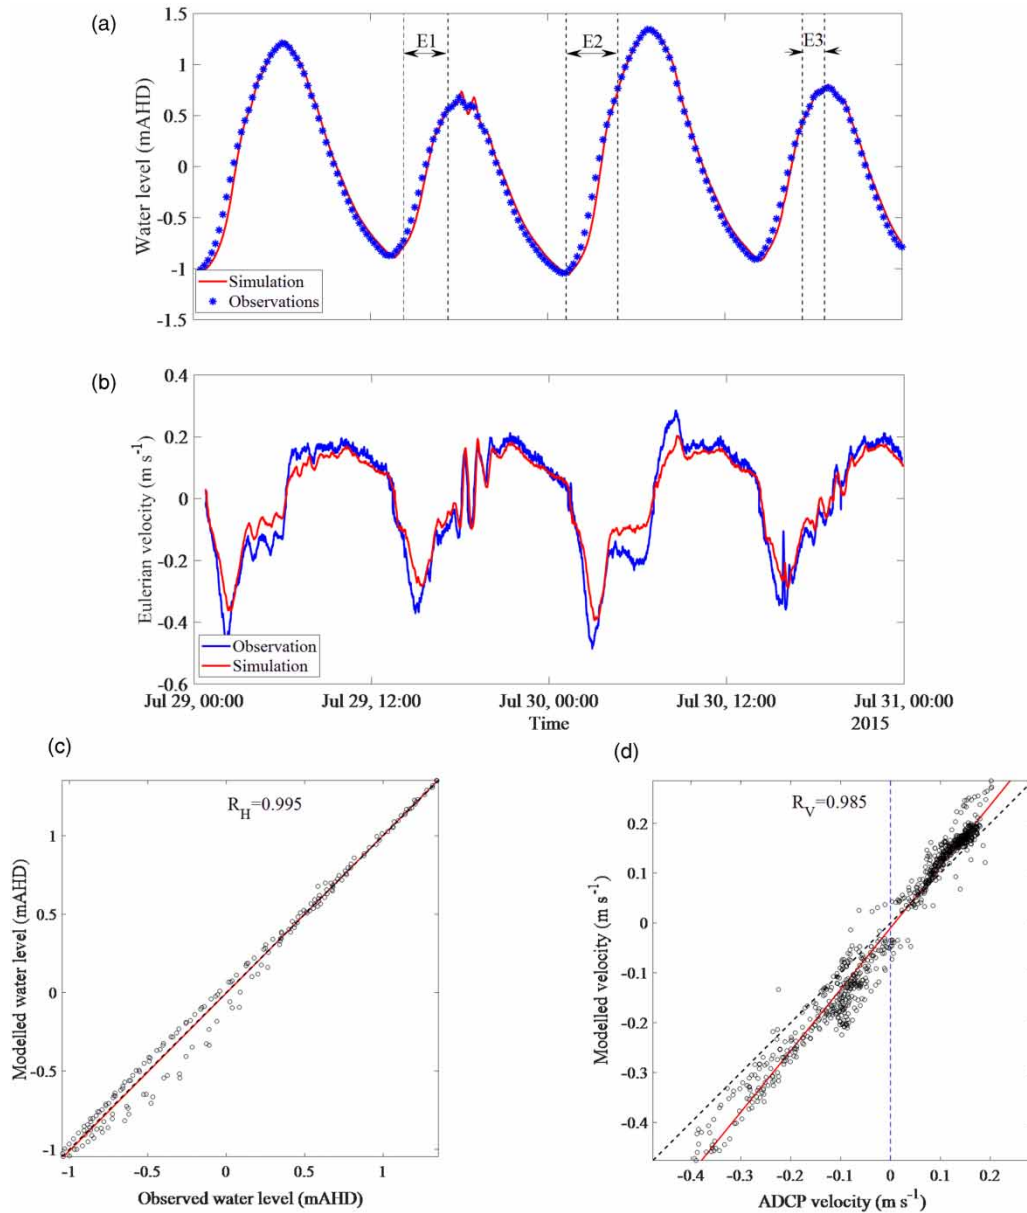 (a)
1.5
1
0.5
0
-0.5
-1
-1.5
Water level (mAHD)
E1
E2
E3
Simulation
Observations
(b)
0.4
0.2
0
-0.2
-0.4
-0.6
Eulerian velocity (m s⁻¹)
Observation
Simulation
Jul 29, 00:00 Jul 29, 12:00 Jul 30, 00:00 Jul 30, 12:00 Jul 31, 00:00
Time 2015
(c)
R_H=0.995
1
0.5
0
-0.5
-1
Modelled water level (mAHD)
-1 -0.5 0 0.5 1
Observed water level (mAHD)
(d)
R_V=0.985
0.2
0.1
0
-0.1
-0.2
-0.3
-0.4
Modelled velocity (m s⁻¹)
-0.4 -0.3 -0.2 -0.1 0 0.1 0.2
ADCP velocity (m s⁻¹)